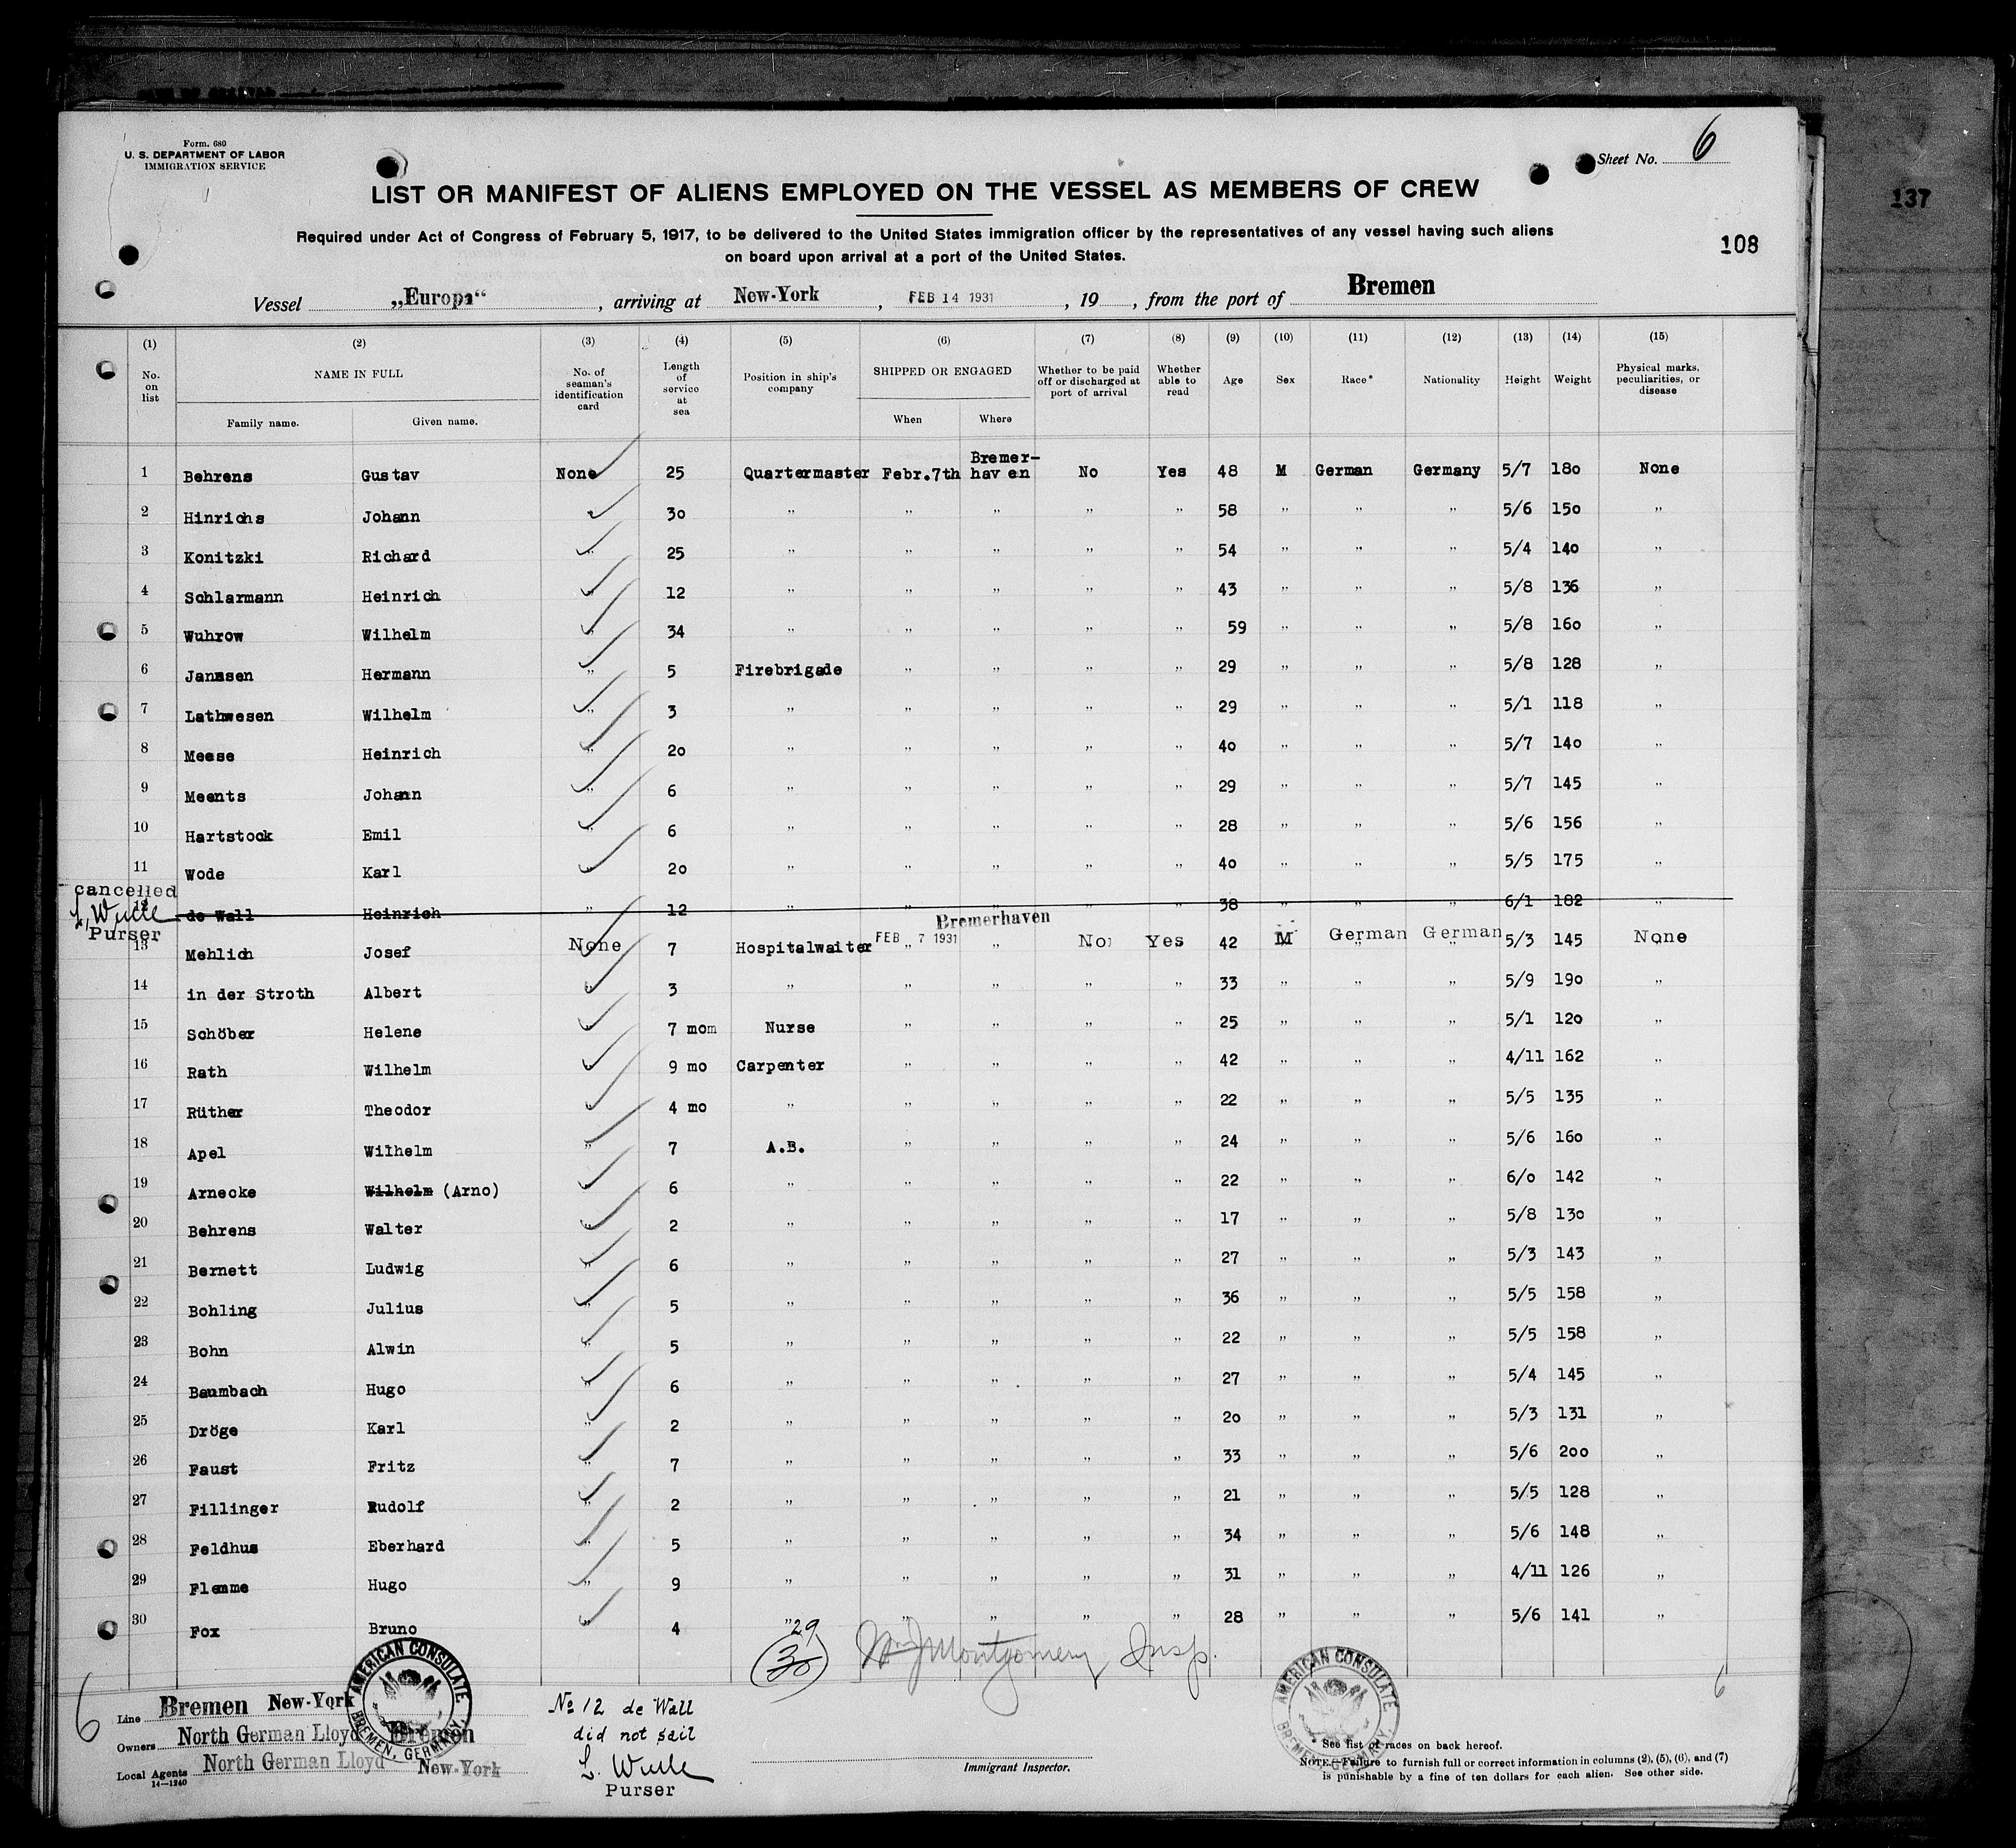 137
Form. 680
U. S. DEPARTMENT OF LABOR
IMMIGRATION SERVICE
Sheet No. 6
LIST OR MANIFEST OF ALIENS EMPLOYED ON THE VESSEL AS MEMBERS OF CREW
Required under Act of Congress of February 5, 1917, to be delivered to the United States immigration officer by the representatives of any vessel having such aliens
on board upon arrival at a port of the United States.
108
Vessel „Europa“, arriving at New-York, FEB 14 1931, 19 , from the port of Bremen
(1) (2) (3) (4) (5) (6) (7) (8) (9) (10) (11) (12) (13) (14) (15)
No. on list NAME IN FULL No. of seaman's identification card Length of service at sea Position in ship's company SHIPPED OR ENGAGED Whether to be paid off or discharged at port of arrival Whether able to read Age Sex Race* Nationality Height Weight Physical marks, peculiarities, or disease
Family name. Given name. When Where
1 Behrens Gustav None 25 Quartermaster Febr.7th Bremer-haven No Yes 48 M German Germany 5/7 180 None
2 Hinrichs Johann " 30 " " " " " 58 " " " 5/6 150 "
3 Konitzki Richard " 25 " " " " " 54 " " " 5/4 140 "
4 Schlarmann Heinrich " 12 " " " " " 43 " " " 5/8 136 "
5 Wuhrow Wilhelm " 34 " " " " " 59 " " " 5/8 160 "
6 Janssen Hermann " 5 Firebrigade " " " " 29 " " " 5/8 128 "
7 Lathwesen Wilhelm " 3 " " " " " 29 " " " 5/1 118 "
8 Meese Heinrich " 20 " " " " " 40 " " " 5/7 140 "
9 Meents Johann " 6 " " " " " 29 " " " 5/7 145 "
10 Hartstock Emil " 6 " " " " " 28 " " " 5/6 156 "
11 Wode Karl " 20 " " " " " 40 " " " 5/5 175 "
cancelled
12 de Wall Heinrich " 12 " " " " " 38 " " " 6/1 182 "
L. Wulle
Purser
13 Mehlich Josef None 7 Hospitalwaiter FEB 7 1931 Bremerhaven No Yes 42 M German German 5/3 145 None
14 in der Stroth Albert " 3 " " " " " 33 " " " 5/9 190 "
15 Schöber Helene " 7 mom Nurse " " " " 25 " " " 5/1 120 "
16 Rath Wilhelm " 9 mo Carpenter " " " " 42 " " " 4/11 162 "
17 Rüther Theodor " 4 mo " " " " " 22 " " " 5/5 135 "
18 Apel Wilhelm " 7 A.B. " " " " 24 " " " 5/6 160 "
19 Arnecke Wilhelm (Arno) " 6 " " " " " 22 " " " 6/0 142 "
20 Behrens Walter " 2 " " " " " 17 " " " 5/8 130 "
21 Bernett Ludwig " 6 " " " " " 27 " " " 5/3 143 "
22 Bohling Julius " 5 " " " " " 36 " " " 5/5 158 "
23 Bohn Alwin " 5 " " " " " 22 " " " 5/5 158 "
24 Baumbach Hugo " 6 " " " " " 27 " " " 5/4 145 "
25 Dröge Karl " 2 " " " " " 20 " " " 5/3 131 "
26 Faust Fritz " 7 " " " " " 33 " " " 5/6 200 "
27 Fillinger Rudolf " 2 " " " " " 21 " " " 5/5 128 "
28 Feldhus Eberhard " 5 " " " " " 34 " " " 5/6 148 "
29 Flemme Hugo " 9 " " " " " 31 " " " 4/11 126 "
30 Fox Bruno " 4 " " " " " 28 " " " 5/6 141 "
29
30
Wm J Montgomery Insp.
6
6
Line Bremen New-York
Owners North German Lloyd Bremen
Local Agents North German Lloyd New-York
14—1240
AMERICAN CONSULATE
BREMEN, GERMANY.
No 12 de Wall
did not sail
L. Wulle
Purser
Immigrant Inspector.
AMERICAN CONSULATE
BREMEN, GERMANY.
* See list of races on back hereof.
NOTE.—Failure to furnish full or correct information in columns (2), (5), (6), and (7)
is punishable by a fine of ten dollars for each alien. See other side.